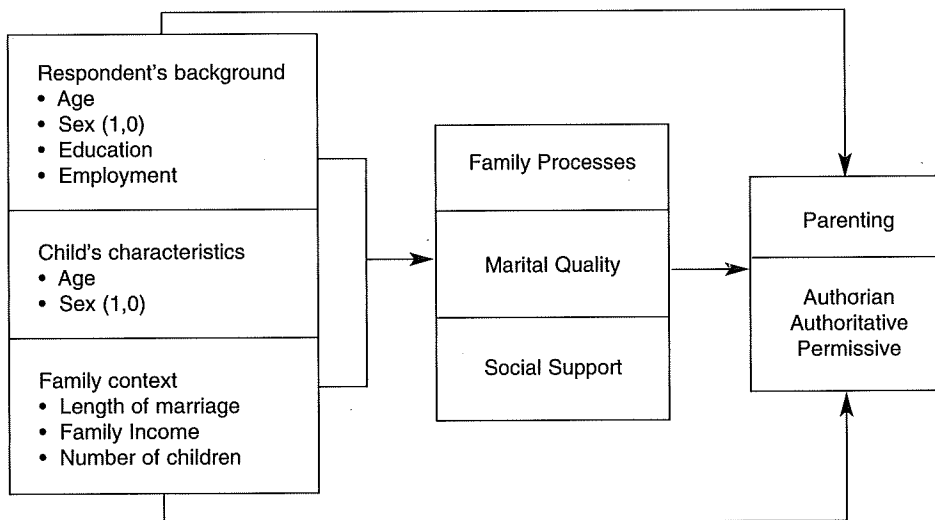 Respondent's background
• Age
• Sex (1,0)
• Education
• Employment
Child's characteristics
• Age
• Sex (1,0)
Family context
• Length of marriage
• Family Income
• Number of children
Family Processes
Marital Quality
Social Support
Parenting
Authorian
Authoritative
Permissive